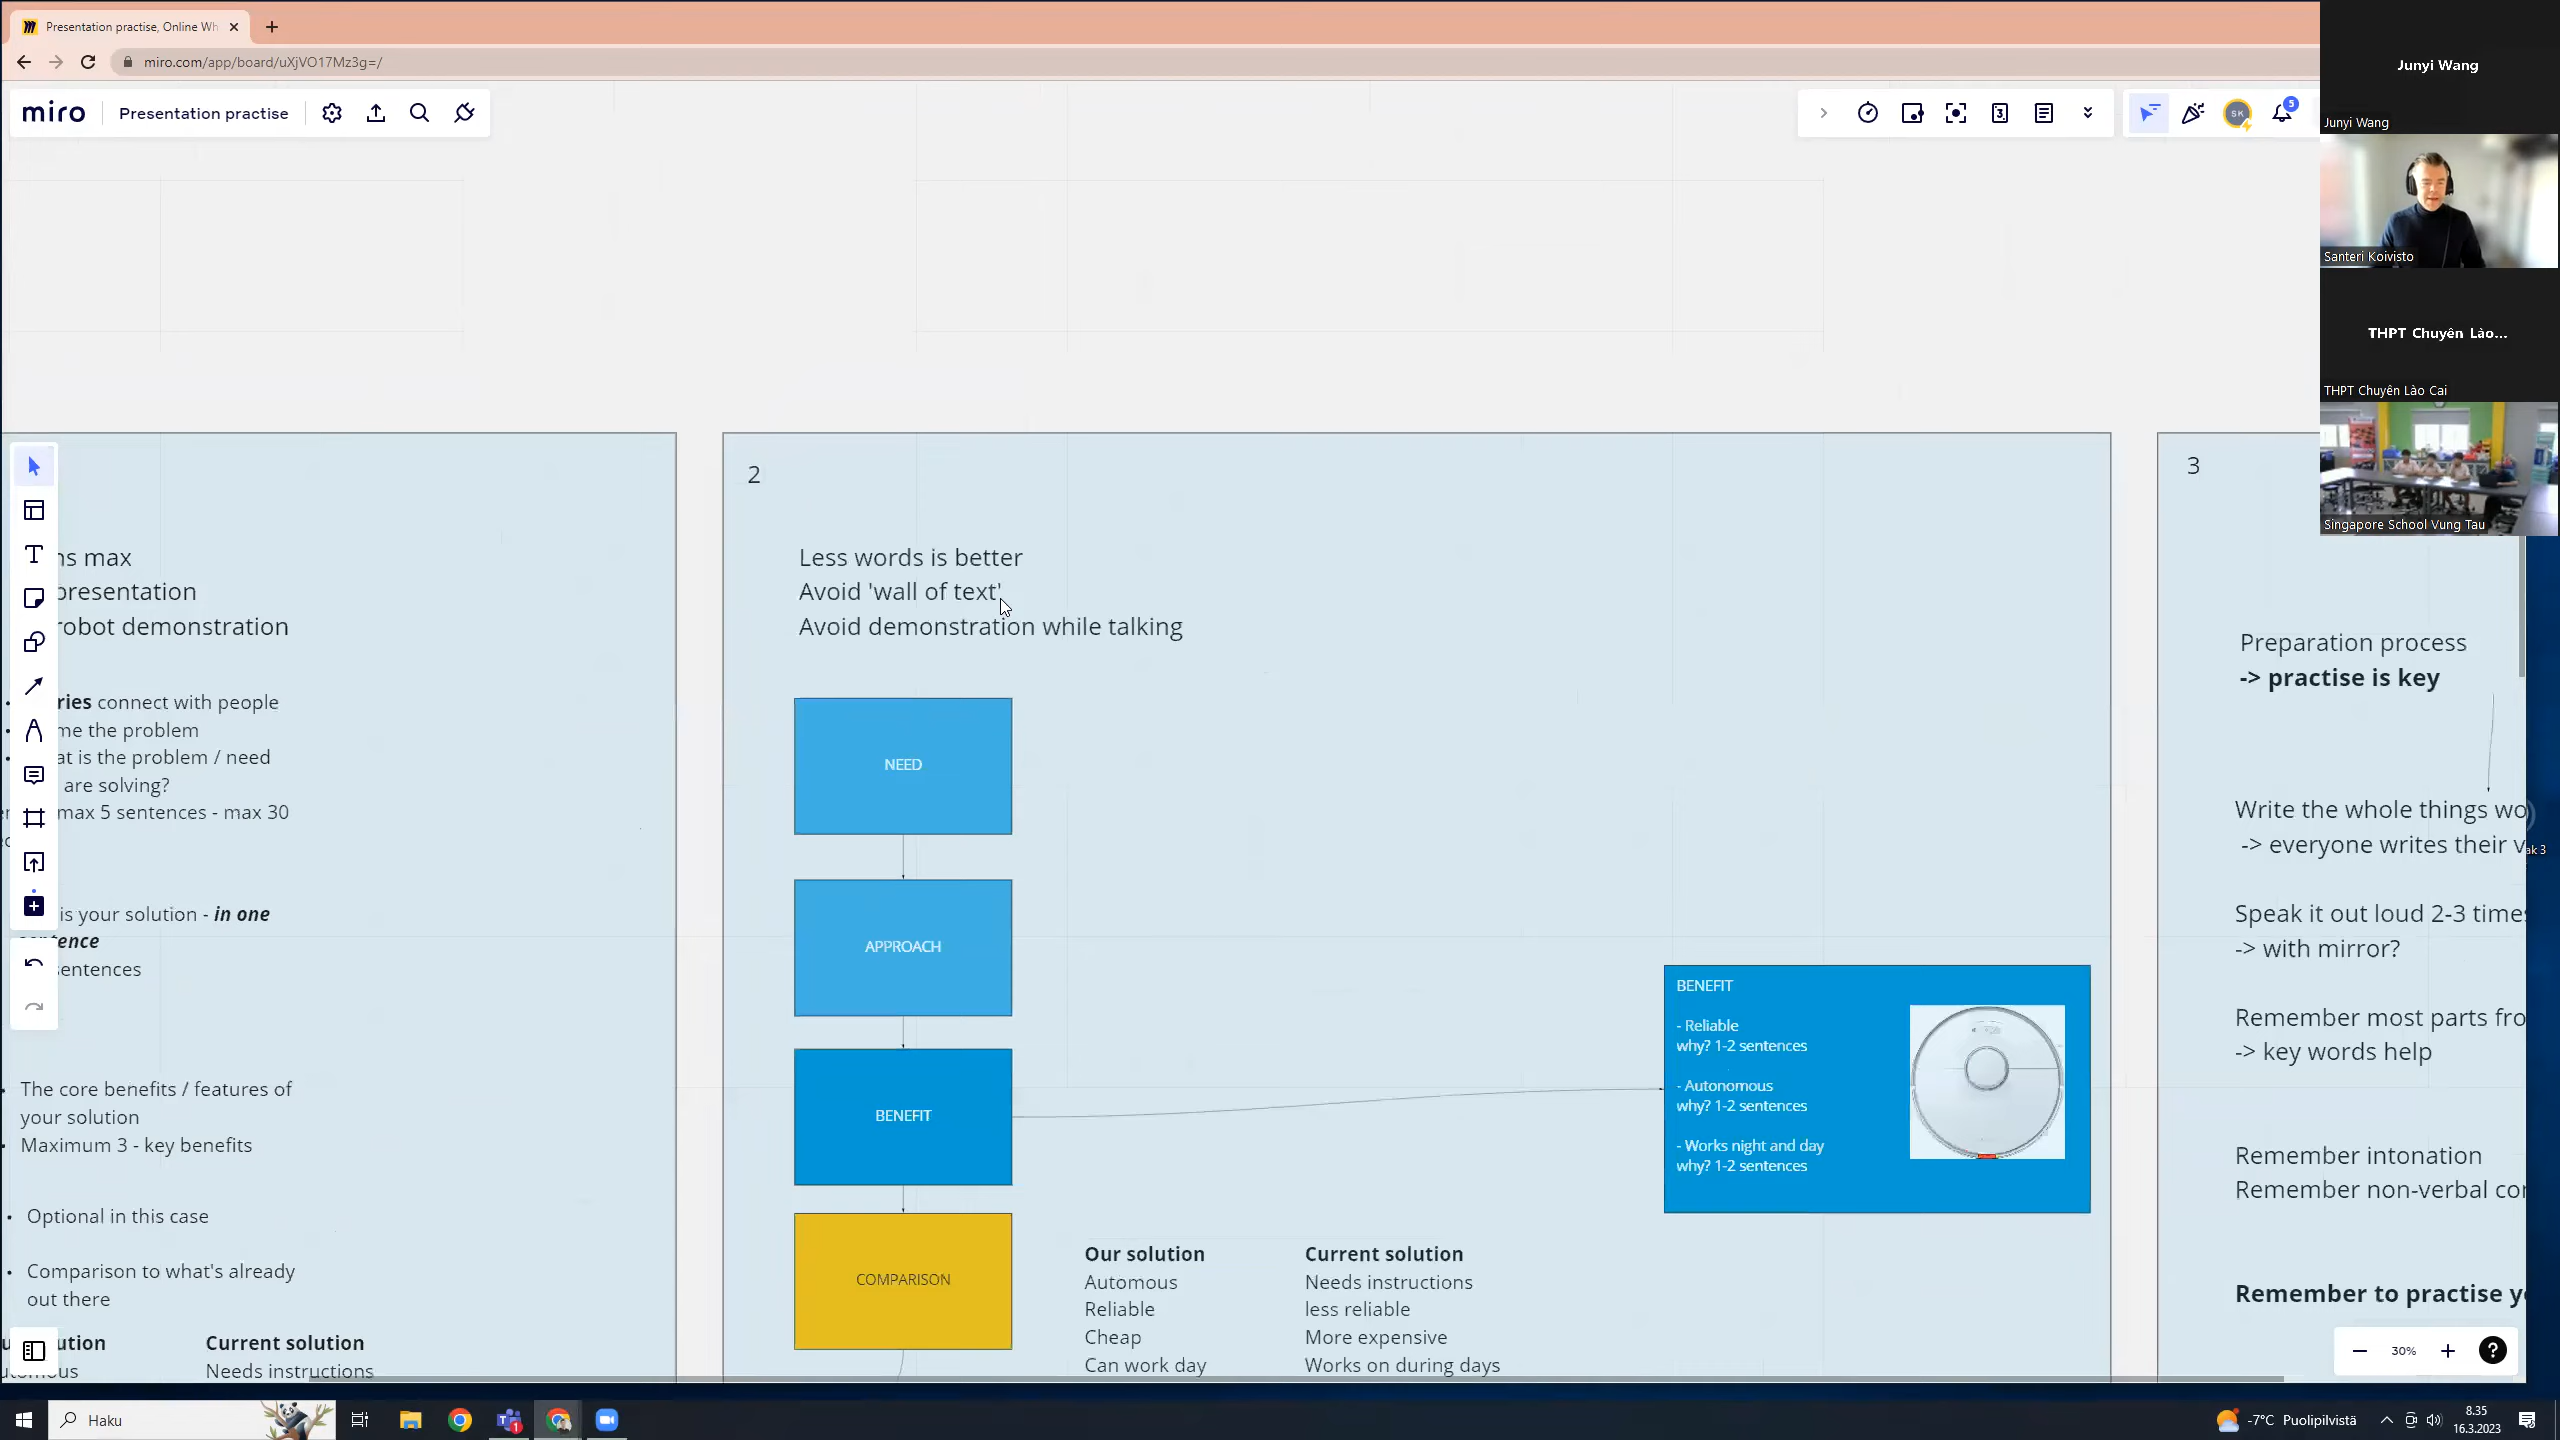 Presentation practise, Online Wh
miro.com/app/board/uXjVO17Mz3g=/
miro
Presentation practise
SK
5
Junyi Wang
Junyi Wang
Santeri Koivisto
THPT Chuyên Lào...
THPT Chuyên Lào Cai
Singapore School Vung Tau
ns max
presentation
robot demonstration
ries connect with people
me the problem
at is the problem / need
are solving?
max 5 sentences - max 30
is your solution - in one
sentence
sentences
The core benefits / features of
your solution
Maximum 3 - key benefits
Optional in this case
Comparison to what's already
out there
ution
Current solution
Needs instructions
2
Less words is better
Avoid 'wall of text'
Avoid demonstration while talking
NEED
APPROACH
BENEFIT
COMPARISON
BENEFIT
- Reliable
why? 1-2 sentences
- Autonomous
why? 1-2 sentences
- Works night and day
why? 1-2 sentences
Our solution
Automous
Reliable
Cheap
Can work day
Current solution
Needs instructions
less reliable
More expensive
Works on during days
3
Preparation process
-> practise is key
Write the whole things wo
-> everyone writes their v
Speak it out loud 2-3 times
-> with mirror?
Remember most parts fro
-> key words help
Remember intonation
Remember non-verbal con
Remember to practise y
ak 3
30%
Haku
1
-7°C Puolipilvistä
8.35
16.3.2023